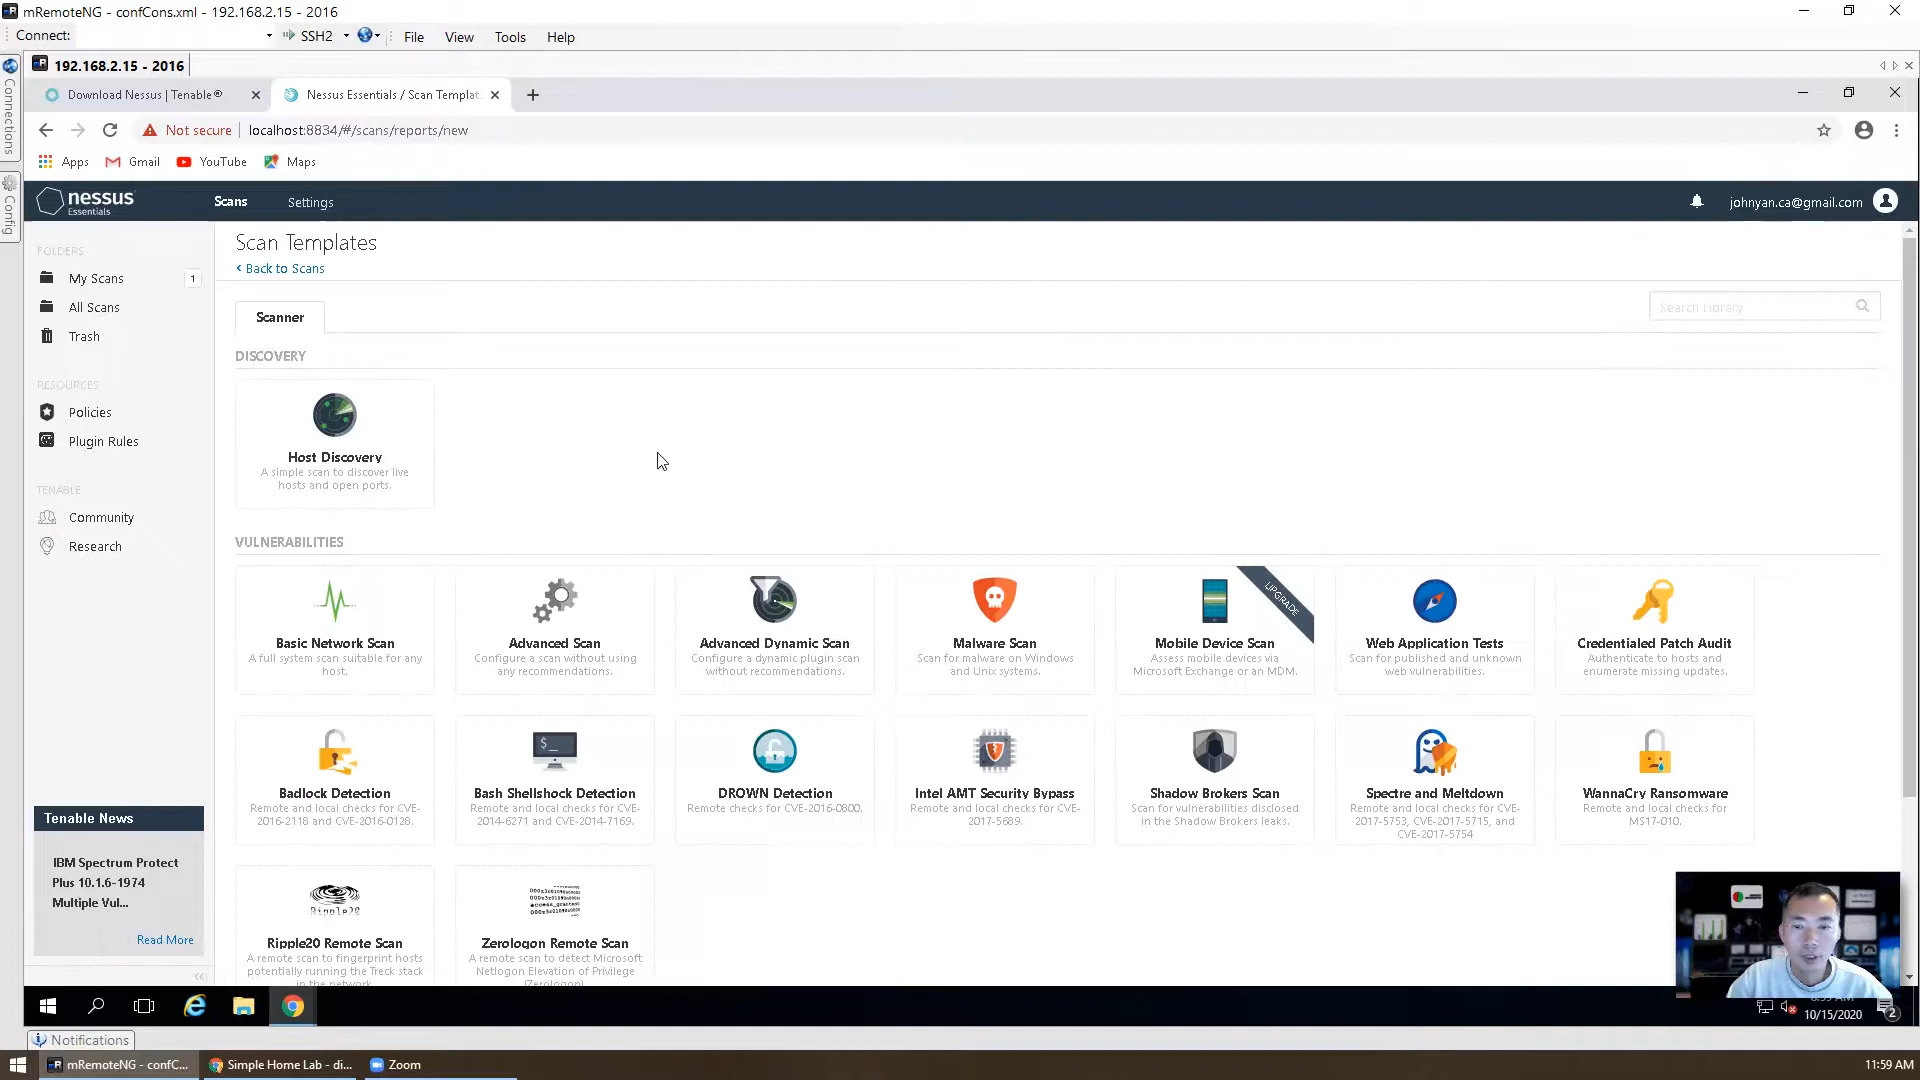 mRemoteNG - confCons.xml - 192.168.2.15 - 2016
Connect: SSH2 File View Tools Help
192.168.2.15 - 2016
Connections
Config
Download Nessus | Tenable®
Nessus Essentials / Scan Templat
Not secure localhost:8834/#/scans/reports/new
Apps Gmail YouTube Maps
nessus
Essentials
Scans Settings johnyan.ca@gmail.com
FOLDERS
My Scans 1
All Scans
Trash
RESOURCES
Policies
Plugin Rules
TENABLE
Community
Research
Tenable News
IBM Spectrum Protect
Plus 10.1.6-1974
Multiple Vul...
Read More
Scan Templates
Back to Scans
Scanner
Search Library
DISCOVERY
Host Discovery
A simple scan to discover live
hosts and open ports.
VULNERABILITIES
Basic Network Scan
A full system scan suitable for any
host.
Advanced Scan
Configure a scan without using
any recommendations.
Advanced Dynamic Scan
Configure a dynamic plugin scan
without recommendations.
Malware Scan
Scan for malware on Windows
and Unix systems.
UPGRADE
Mobile Device Scan
Assess mobile devices via
Microsoft Exchange or an MDM.
Web Application Tests
Scan for published and unknown
web vulnerabilities.
Credentialed Patch Audit
Authenticate to hosts and
enumerate missing updates.
Badlock Detection
Remote and local checks for CVE-
2016-2118 and CVE-2016-0128.
$_
Bash Shellshock Detection
Remote and local checks for CVE-
2014-6271 and CVE-2014-7169.
DROWN Detection
Remote checks for CVE-2016-0800.
Intel AMT Security Bypass
Remote and local checks for CVE-
2017-5689.
Shadow Brokers Scan
Scan for vulnerabilities disclosed
in the Shadow Brokers leaks.
Spectre and Meltdown
Remote and local checks for CVE-
2017-5753, CVE-2017-5715, and
CVE-2017-5754
WannaCry Ransomware
Remote and local checks for
MS17-010.
Ripple20
Ripple20 Remote Scan
A remote scan to fingerprint hosts
potentially running the Treck stack
in the network.
Zerologon Remote Scan
A remote scan to detect Microsoft
Netlogon Elevation of Privilege
(Zerologon)
10/15/2020
2
Notifications
mRemoteNG - confC...
Simple Home Lab - di...
Zoom
11:59 AM